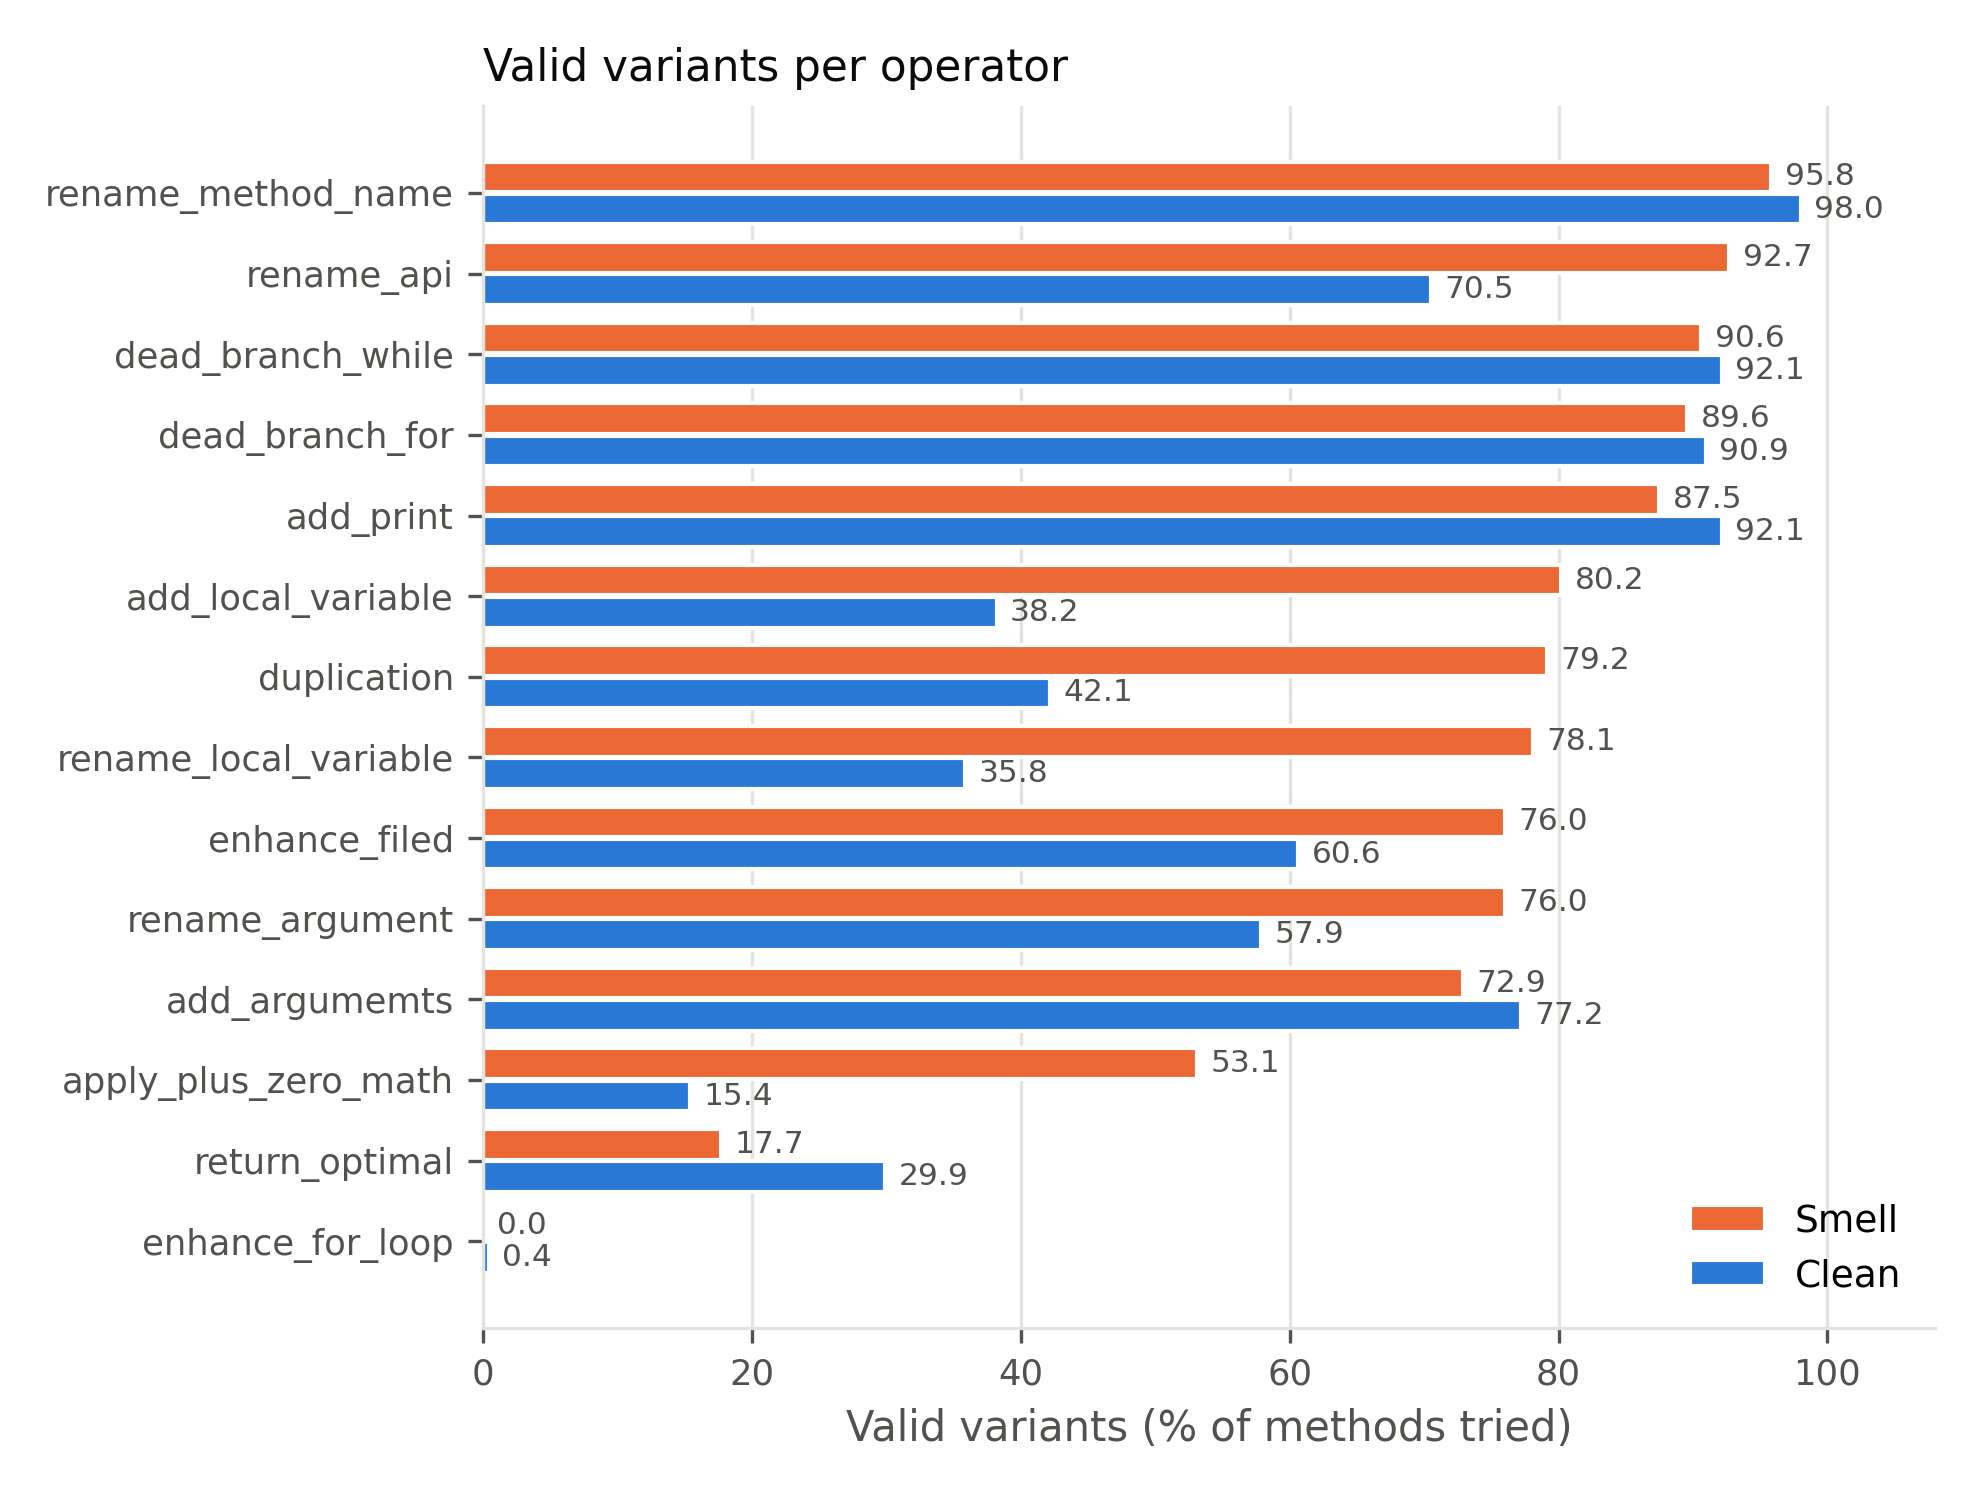 Valid variants per operator
rename_method_name
95.8
98.0
rename_api
92.7
70.5
dead_branch_while
90.6
92.1
dead_branch_for
89.6
90.9
add_print
87.5
92.1
add_local_variable
80.2
38.2
duplication
79.2
42.1
rename_local_variable
78.1
35.8
enhance_filed
76.0
60.6
rename_argument
76.0
57.9
add_argumemts
72.9
77.2
apply_plus_zero_math
53.1
15.4
return_optimal
17.7
29.9
enhance_for_loop
0.0
0.4
Smell
Clean
0 20 40 60 80 100
Valid variants (% of methods tried)